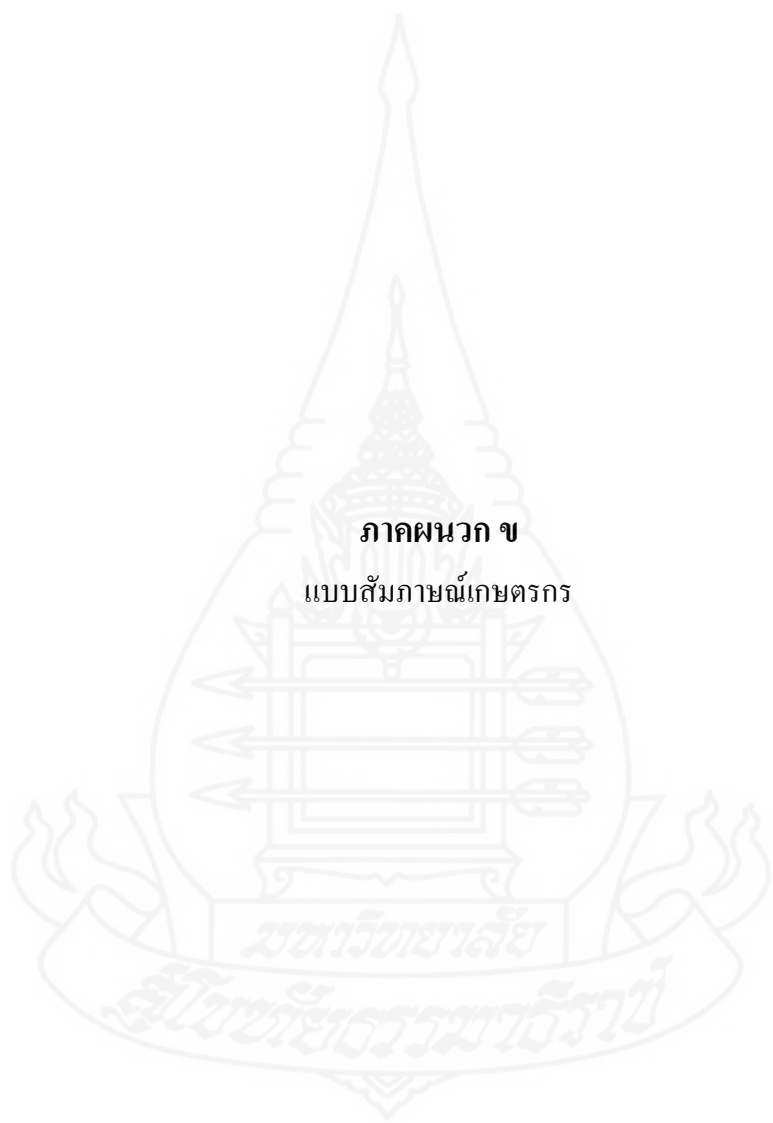 ภาคผนวก ข
แบบสัมภาษณ์เกษตรกร
มหาวิทยาลัย
สุโขทัยธรรมาธิราช